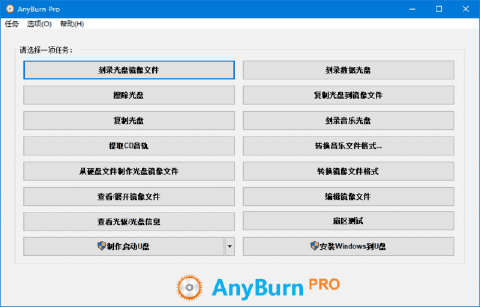 AnyBurn Pro
任务 选项(O) 帮助(H)
请选择一项任务:
刻录光盘镜像文件 刻录数据光盘
擦除光盘 复制光盘到镜像文件
复制光盘 刻录音乐光盘
提取CD音轨 转换音乐文件格式...
从硬盘文件制作光盘镜像文件 转换镜像文件格式
查看/展开镜像文件 编辑镜像文件
查看光驱/光盘信息 扇区测试
制作启动U盘 安装Windows到U盘
AnyBurn PRO